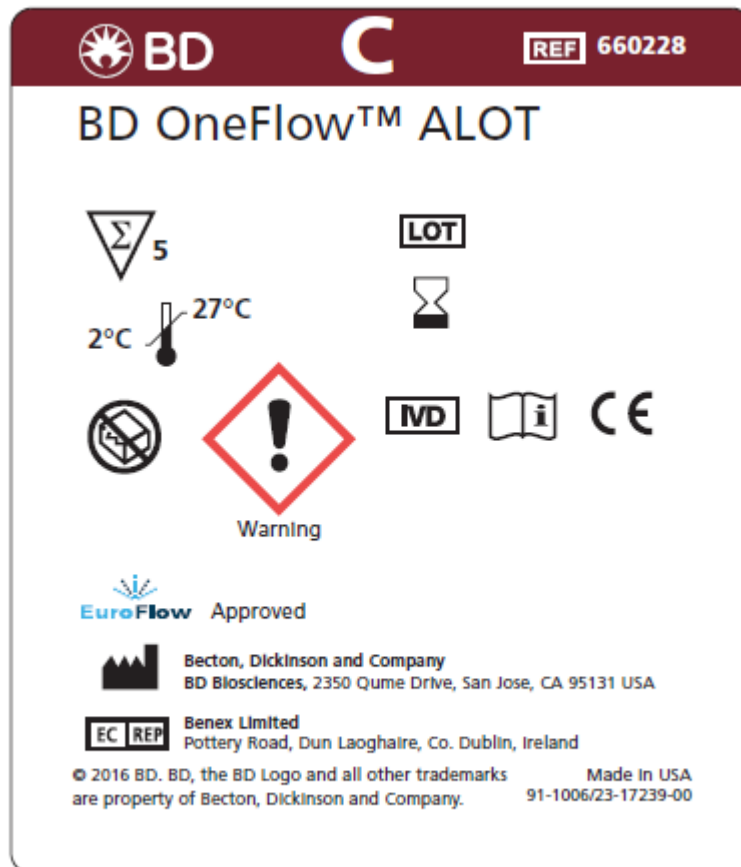 BD C REF 660228
BD OneFlow™ ALOT
Σ 5 LOT
27°C
2°C
IVD i CE
Warning
EuroFlow Approved
Becton, Dickinson and Company
BD Biosciences, 2350 Qume Drive, San Jose, CA 95131 USA
EC REP Benex Limited
Pottery Road, Dun Laoghaire, Co. Dublin, Ireland
© 2016 BD. BD, the BD Logo and all other trademarks Made in USA
are property of Becton, Dickinson and Company. 91-1006/23-17239-00